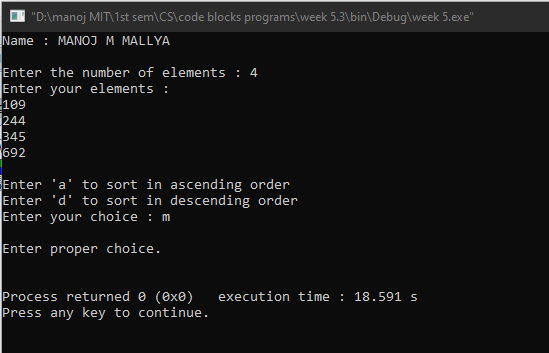 "D:\manoj MIT\1st sem\CS\code blocks programs\week 5.3\bin\Debug\week 5.exe"
Name : MANOJ M MALLYA
Enter the number of elements : 4
Enter your elements :
109
244
345
692
Enter 'a' to sort in ascending order
Enter 'd' to sort in descending order
Enter your choice : m
Enter proper choice.
Process returned 0 (0x0)   execution time : 18.591 s
Press any key to continue.